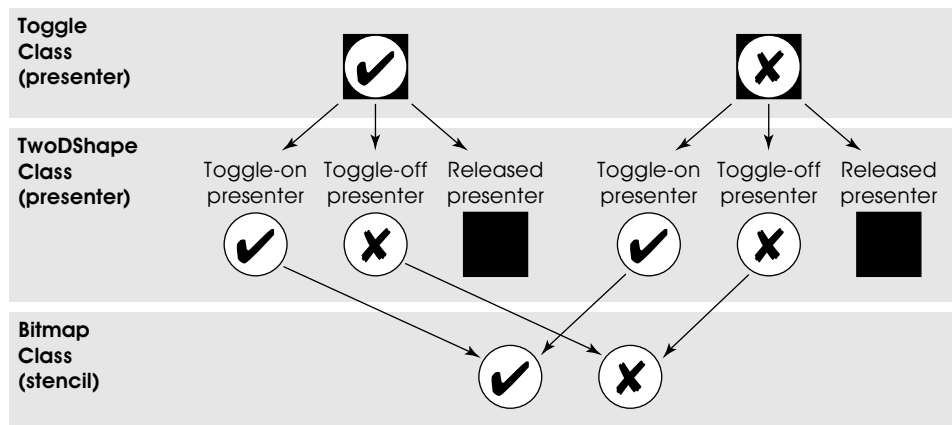 Toggle
Class
(presenter)
TwoDShape
Class
(presenter)
Toggle-on
presenter
Toggle-off
presenter
Released
presenter
Toggle-on
presenter
Toggle-off
presenter
Released
presenter
Bitmap
Class
(stencil)